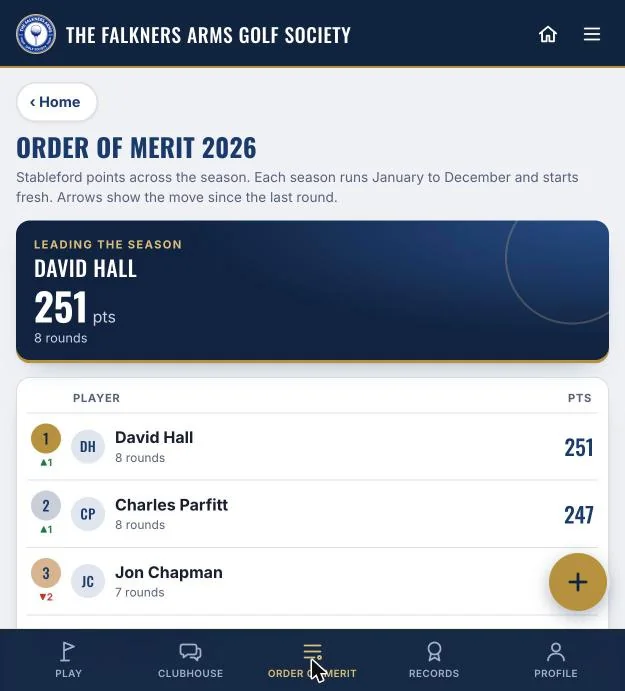 THE FALKNERS ARMS GOLF SOCIETY
‹ Home
ORDER OF MERIT 2026
Stableford points across the season. Each season runs January to December and starts
fresh. Arrows show the move since the last round.
LEADING THE SEASON
DAVID HALL
251 pts
8 rounds
PLAYER PTS
1 DH David Hall 251
▲1 8 rounds
2 CP Charles Parfitt 247
▲1 8 rounds
3 JC Jon Chapman
▼2 7 rounds
+
PLAY CLUBHOUSE ORDER MERIT RECORDS PROFILE